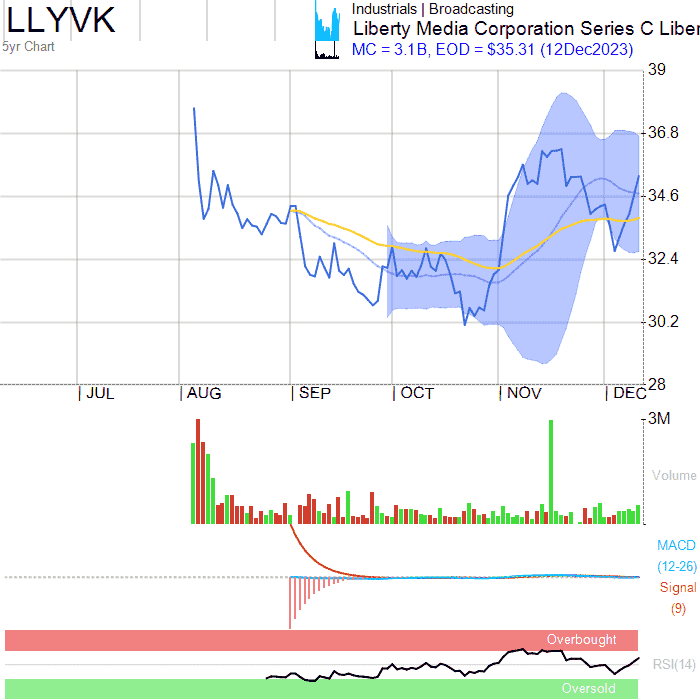 LLYVK
5yr Chart
Industrials | Broadcasting
Liberty Media Corporation Series C Liber
MC = 3.1B, EOD = $35.31 (12Dec2023)
39
36.8
34.6
32.4
30.2
28
JUL AUG SEP OCT NOV DEC
3M
Volume
MACD
(12-26)
Signal
(9)
Overbought
RSI(14)
Oversold